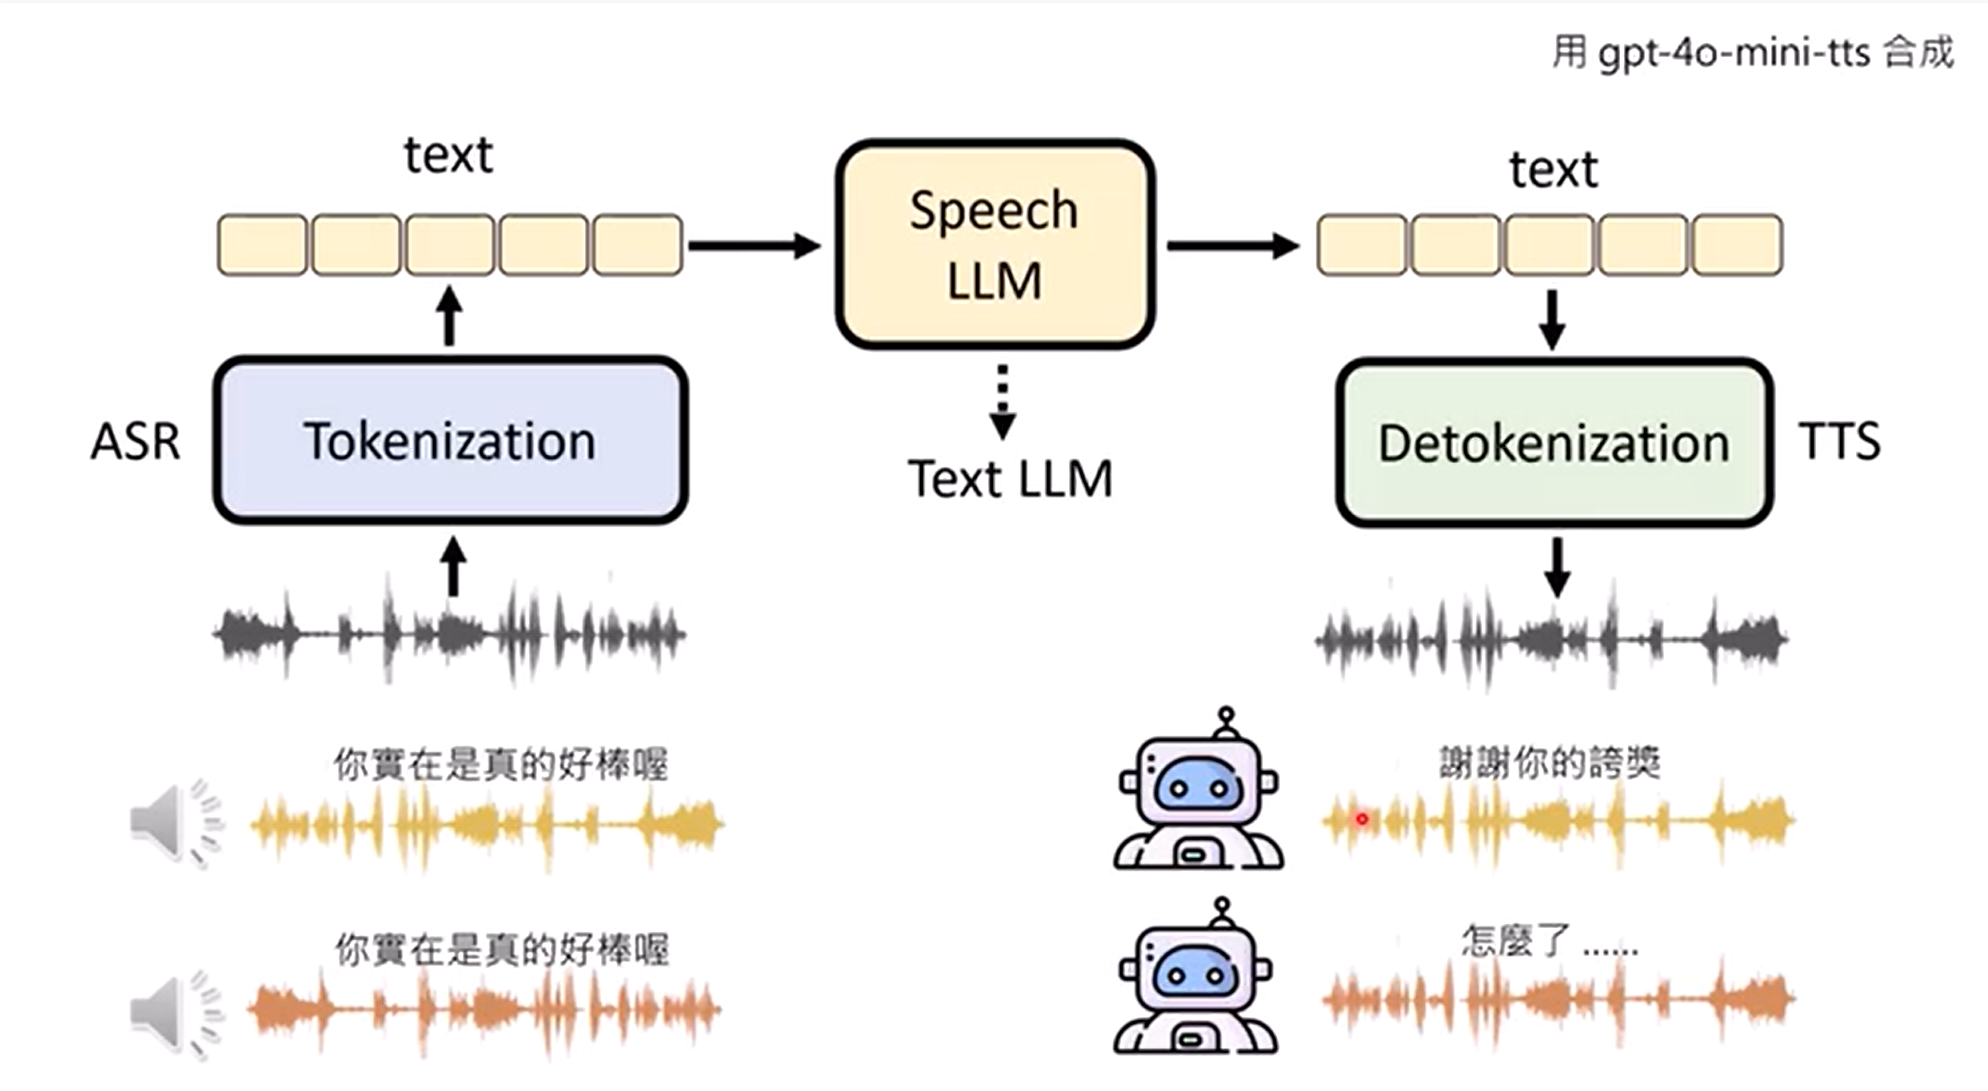 用 gpt-4o-mini-tts 合成
text
Speech
LLM
text
ASR
Tokenization
Text LLM
Detokenization
TTS
你實在是真的好棒喔
謝謝你的誇獎
你實在是真的好棒喔
怎麼了 ......